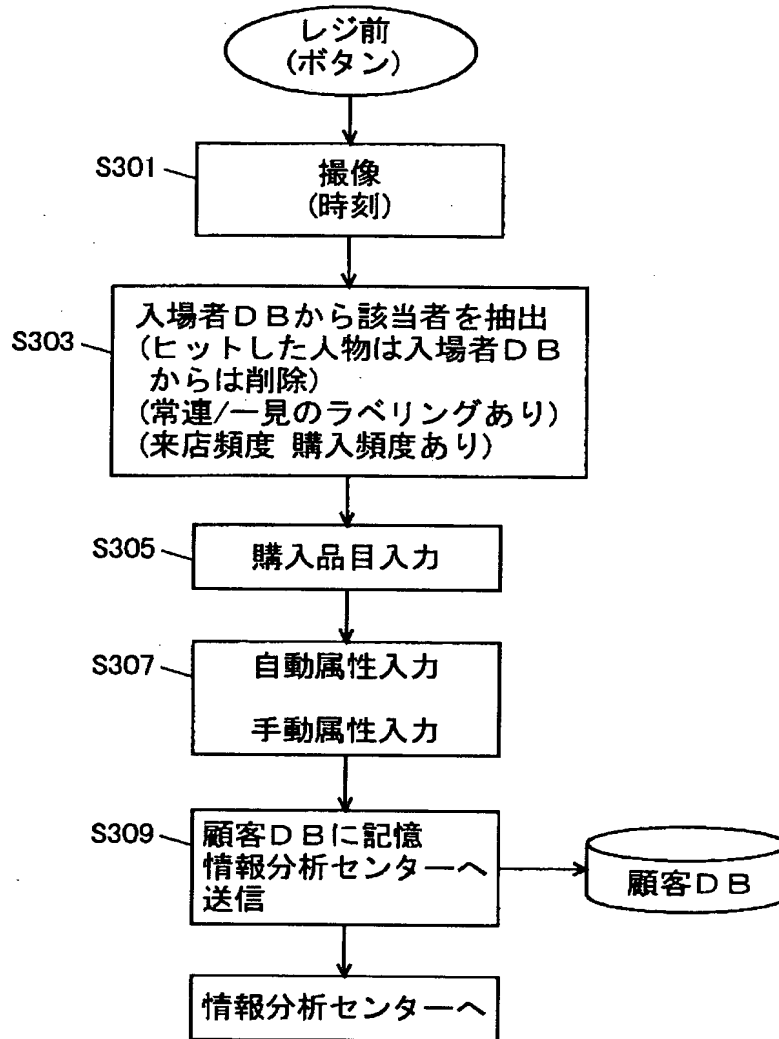 レジ前
(ボタン)
S301
撮像
(時刻)
S303
入場者DBから該当者を抽出
(ヒットした人物は入場者DB
からは削除)
(常連/一見のラベリングあり)
(来店頻度 購入頻度あり)
S305
購入品目入力
S307
自動属性入力
手動属性入力
S309
顧客DBに記憶
情報分析センターへ
送信
顧客DB
情報分析センターへ